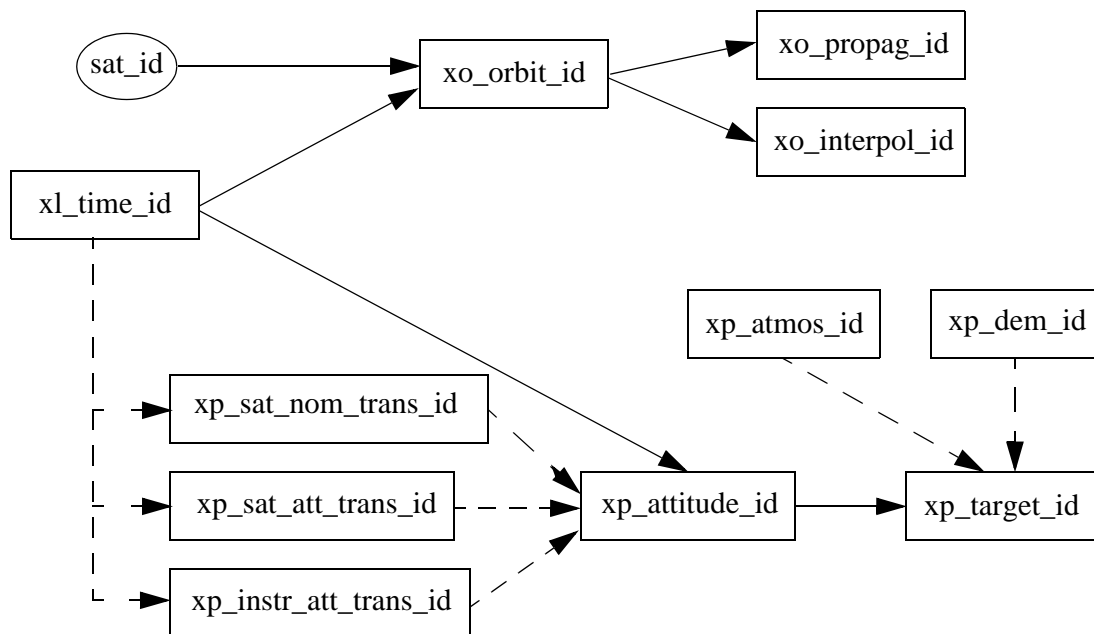 xo_propag_id
sat_id
xo_orbit_id
xo_interpol_id
xl_time_id
xp_atmos_id
xp_dem_id
xp_sat_nom_trans_id
xp_sat_att_trans_id
xp_attitude_id
xp_target_id
xp_instr_att_trans_id